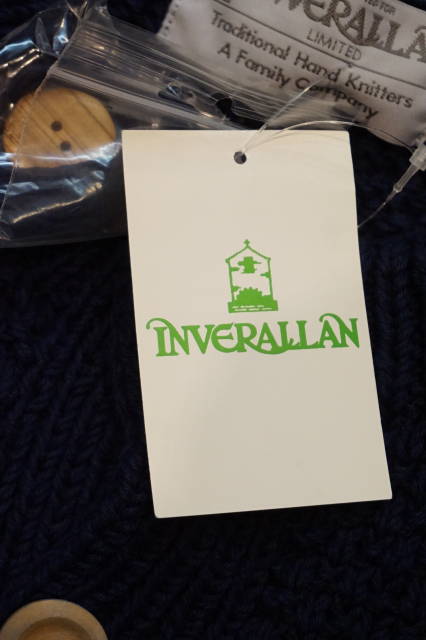 INVERALLAN
LIMITED
Traditional Hand Knitters
A Family Company
INVERALLAN